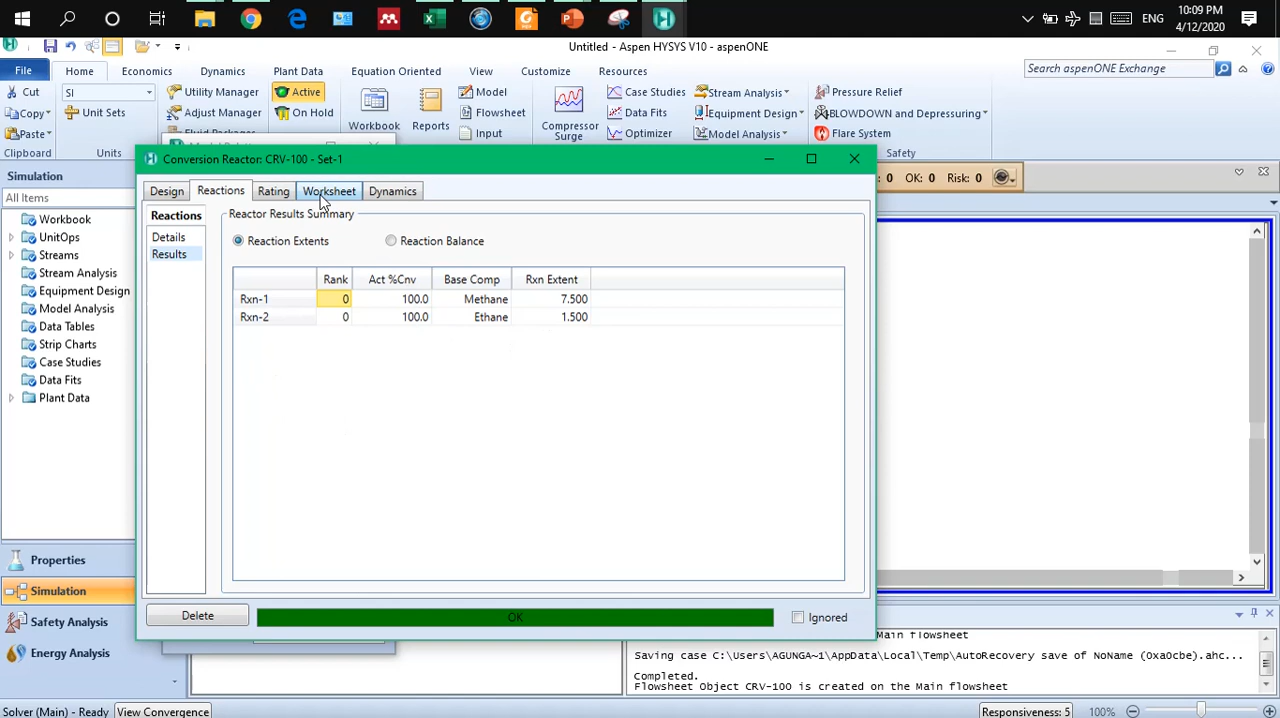 ENG
10:09 PM
4/12/2020
Untitled - Aspen HYSYS V10 - aspenONE
File
Home
Economics
Dynamics
Plant Data
Equation Oriented
View
Customize
Resources
Search aspenONE Exchange
Cut
SI
Utility Manager
Active
Model
Case Studies
Stream Analysis
Pressure Relief
Copy
Unit Sets
Adjust Manager
On Hold
Workbook
Reports
Flowsheet
Compressor
Surge
Data Fits
Equipment Design
BLOWDOWN and Depressuring
Paste
Input
Optimizer
Model Analysis
Flare System
Clipboard
Units
Safety
Simulation
All Items
Workbook
UnitOps
Streams
Stream Analysis
Equipment Design
Model Analysis
Data Tables
Strip Charts
Case Studies
Data Fits
Plant Data
Properties
Simulation
Safety Analysis
Energy Analysis
0 OK: 0 Risk: 0
Conversion Reactor: CRV-100 - Set-1
Design
Reactions
Rating
Worksheet
Dynamics
Reactions
Details
Results
Reactor Results Summary
Reaction Extents
Reaction Balance
Rank Act %Cnv Base Comp Rxn Extent
Rxn-1 0 100.0 Methane 7.500
Rxn-2 0 100.0 Ethane 1.500
Delete
OK
Ignored
Main flowsheet
Saving case C:\Users\AGUNGA~1\AppData\Local\Temp\AutoRecovery save of NoName (0xa0cbe).ahc...
Completed.
Flowsheet Object CRV-100 is created on the Main flowsheet
Solver (Main) - Ready
View Convergence
Responsiveness: 5
100%